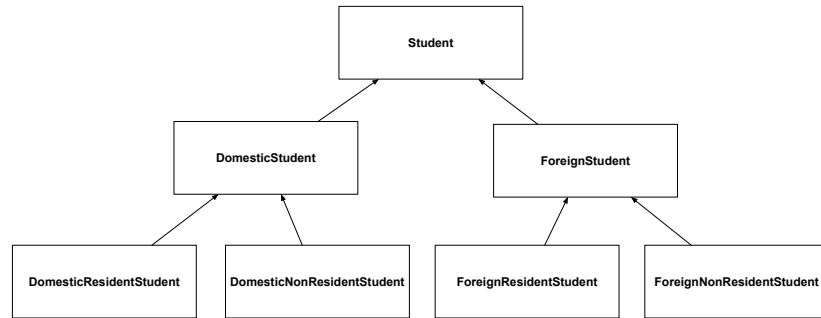 Student
DomesticStudent
ForeignStudent
DomesticResidentStudent
DomesticNonResidentStudent
ForeignResidentStudent
ForeignNonResidentStudent